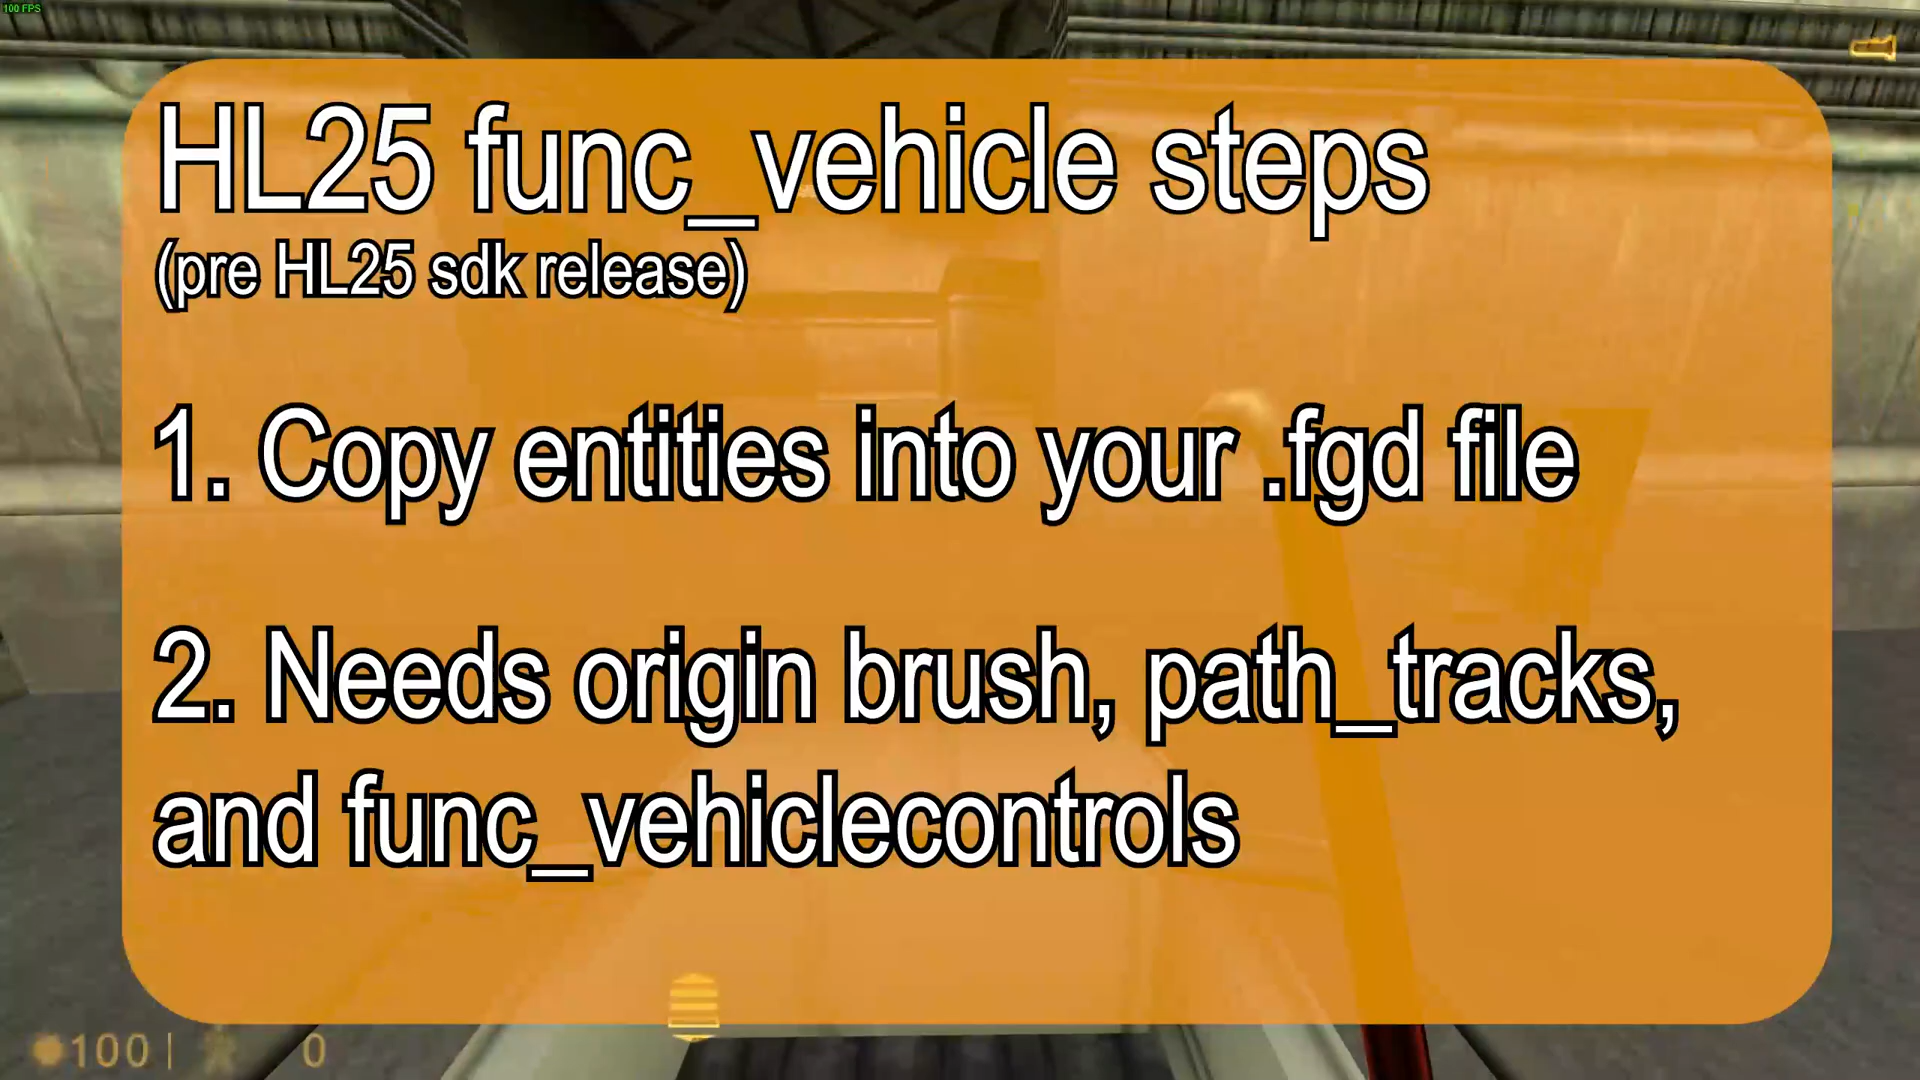 100 FPS
HL25 func_vehicle steps
(pre HL25 sdk release)
1. Copy entities into your .fgd file
2. Needs origin brush, path_tracks,
and func_vehiclecontrols
100| 0